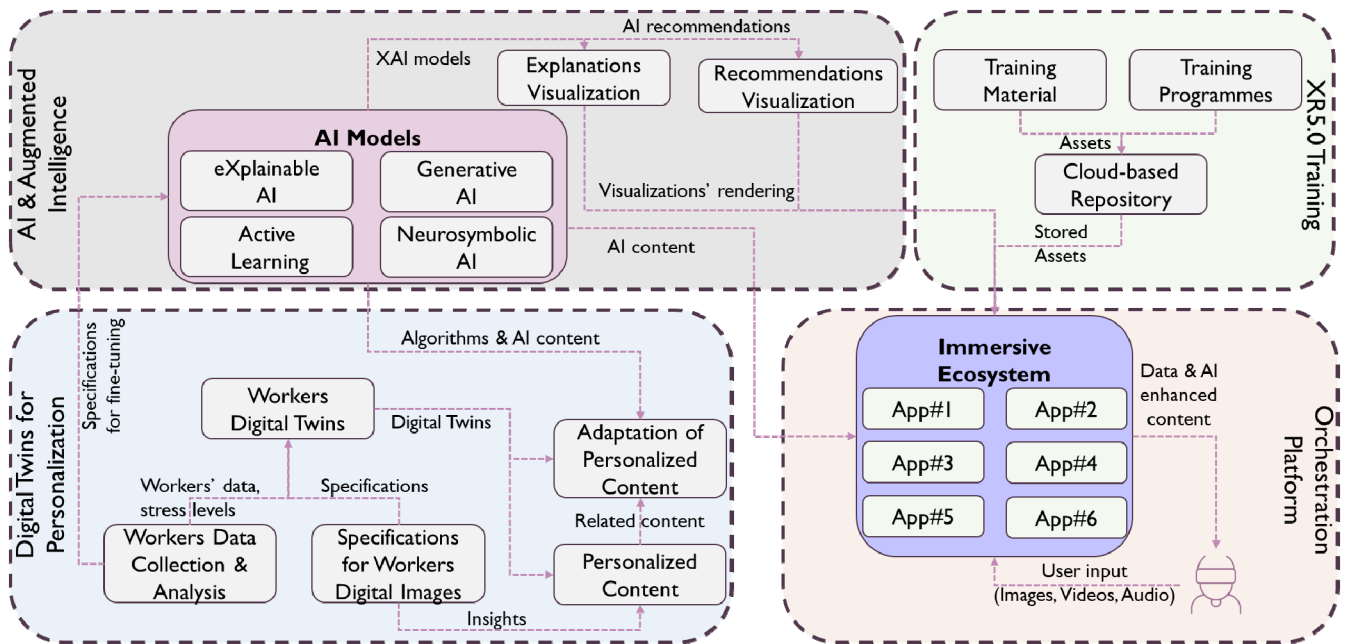 AI & Augmented
Intelligence
AI recommendations
XAI models
Explanations
Visualization
Recommendations
Visualization
AI Models
eXplainable
AI
Generative
AI
Active
Learning
Neurosymbolic
AI
Visualizations’ rendering
AI content
XR5.0 Training
Training
Material
Training
Programmes
Assets
Cloud-based
Repository
Stored
Assets
Digital Twins for
Personalization
Specifications
for fine-tuning
Algorithms & AI content
Workers
Digital Twins
Digital Twins
Adaptation of
Personalized
Content
Workers’ data,
stress levels
Specifications
Related content
Workers Data
Collection &
Analysis
Specifications
for Workers
Digital Images
Personalized
Content
Insights
Orchestration
Platform
Immersive
Ecosystem
App#1
App#2
App#3
App#4
App#5
App#6
Data & AI
enhanced
content
User input
(Images, Videos, Audio)